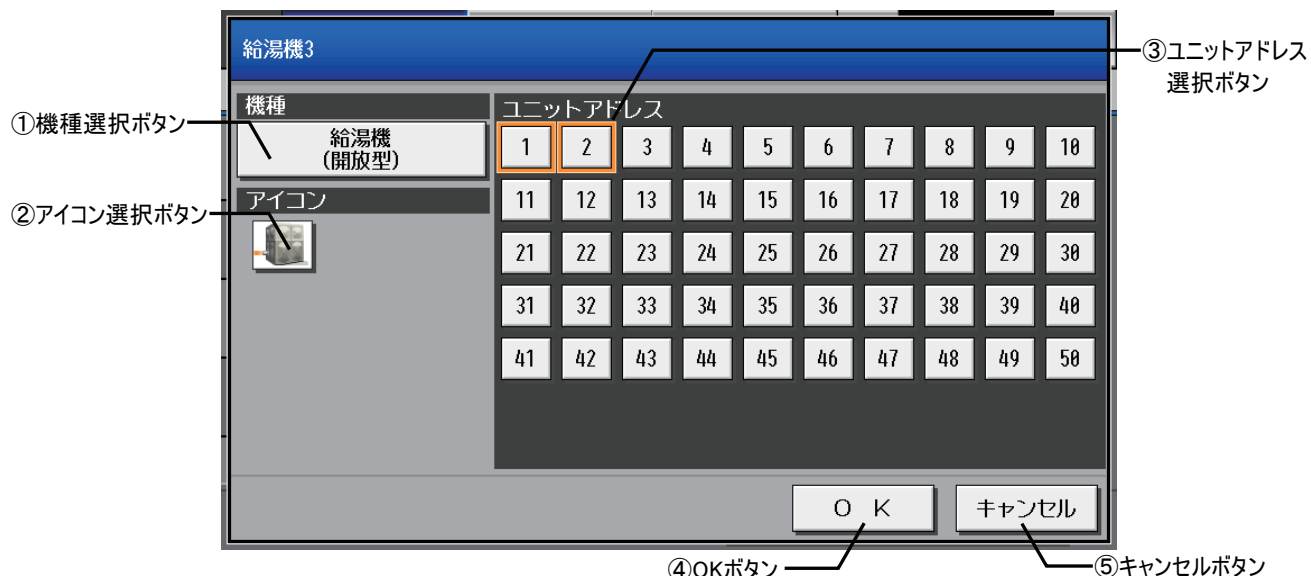 給湯機3
③ユニットアドレス
選択ボタン
機種
ユニットアドレス
①機種選択ボタン
給湯機
(開放型)
1 2 3 4 5 6 7 8 9 10
②アイコン選択ボタン
アイコン
11 12 13 14 15 16 17 18 19 20
21 22 23 24 25 26 27 28 29 30
31 32 33 34 35 36 37 38 39 40
41 42 43 44 45 46 47 48 49 50
O K
キャンセル
④OKボタン
⑤キャンセルボタン